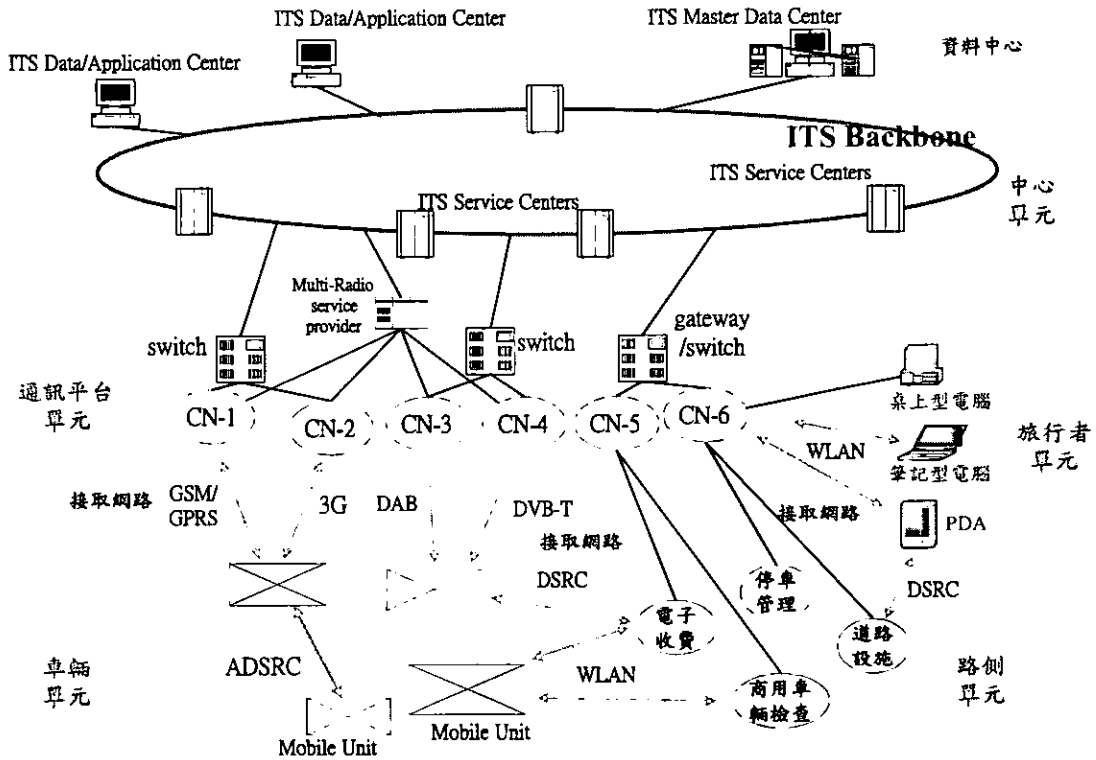 ITS Data/Application Center
ITS Master Data Center
資料中心
ITS Data/Application Center
ITS Backbone
ITS Service Centers
中心
單元
ITS Service Centers
Multi-Radio
service
provider
switch
switch
gateway
/switch
通訊平台
單元
CN-1
CN-2
CN-3
CN-4
CN-5
CN-6
桌上型電腦
WLAN
筆記型電腦
旅行者
單元
接取網路
GSM/
GPRS
3G
DAB
DVB-T
接取網路
接取網路
PDA
DSRC
DSRC
停車
管理
電子
收費
道路
設施
車輛
單元
ADSRC
WLAN
商用車
輛檢查
路側
單元
Mobile Unit
Mobile Unit